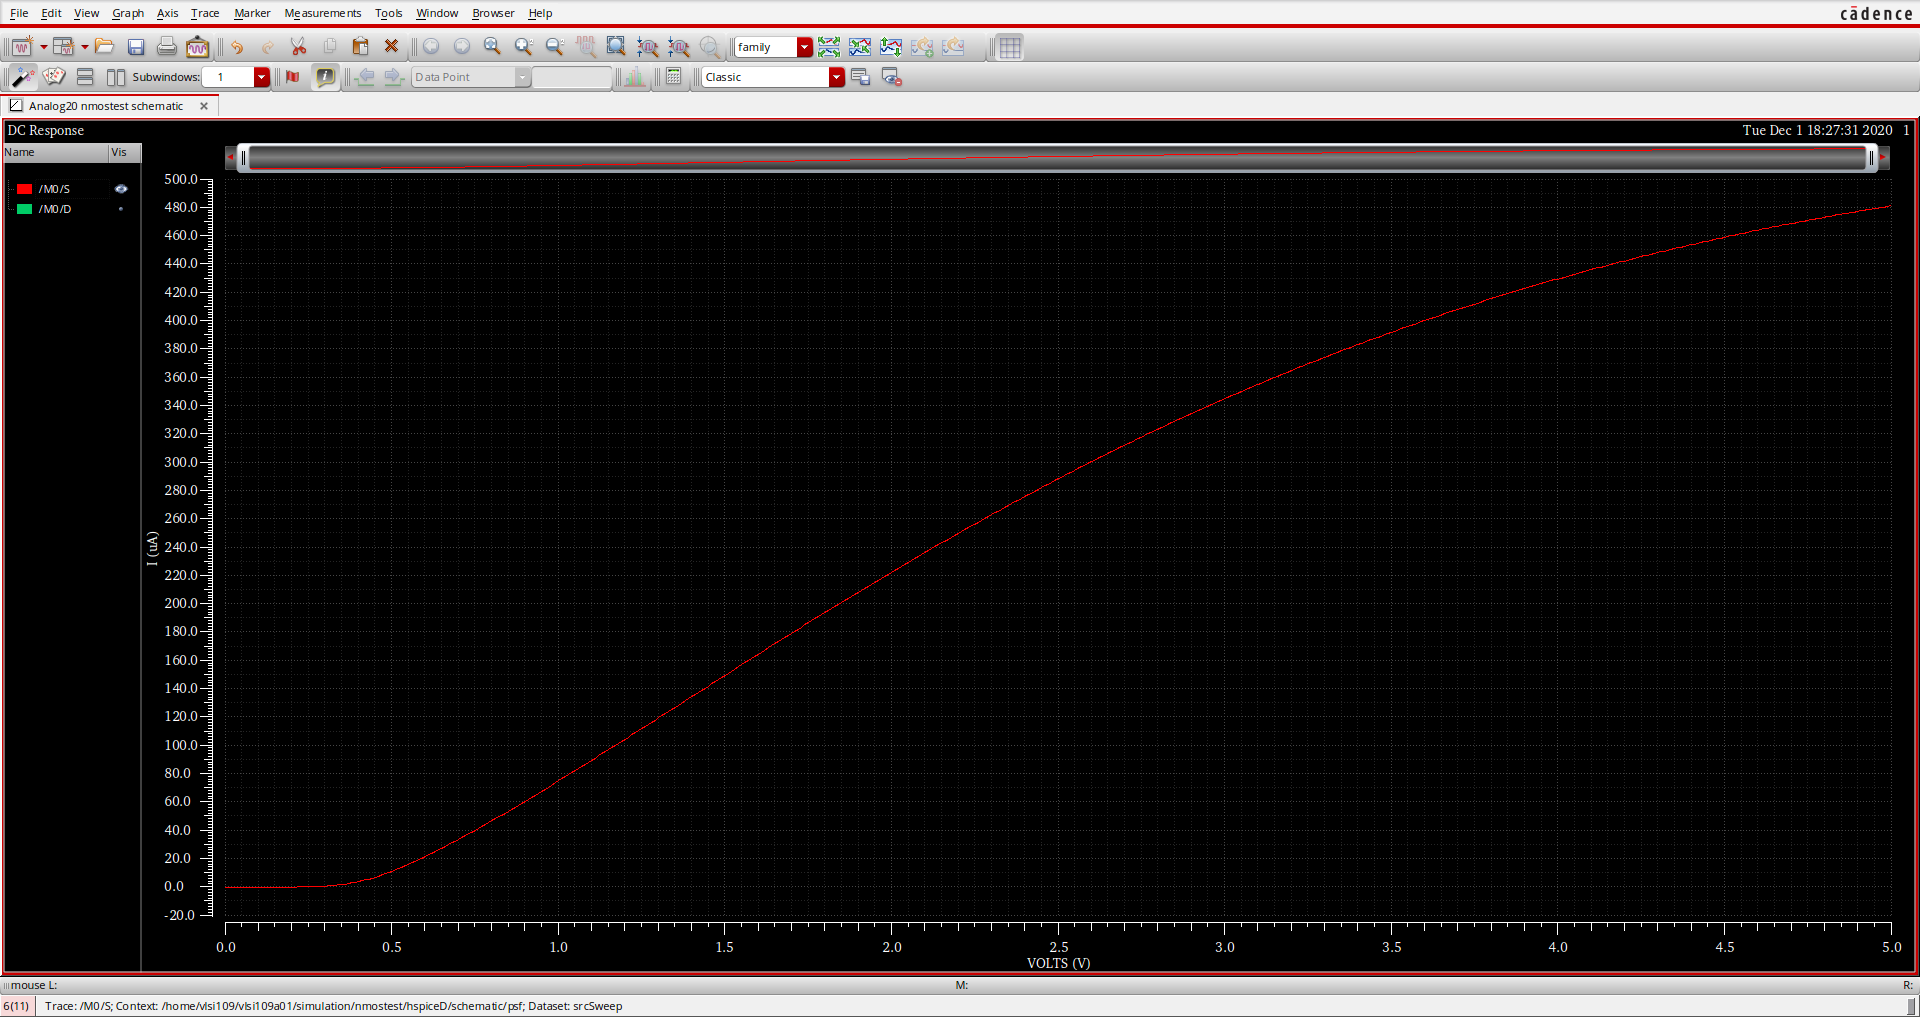 File Edit View Graph Axis Trace Marker Measurements Tools Window Browser Help
cādence
family
Subwindows: 1
Data Point
Classic
Analog20 nmostest schematic
DC Response
Tue Dec 1 18:27:31 2020 1
Name Vis
/M0/S
/M0/D
500.0
480.0
460.0
440.0
420.0
400.0
380.0
360.0
340.0
320.0
300.0
280.0
260.0
240.0
220.0
200.0
180.0
160.0
140.0
120.0
100.0
80.0
60.0
40.0
20.0
0.0
-20.0
I (uA)
0.0 0.5 1.0 1.5 2.0 2.5 3.0 3.5 4.0 4.5 5.0
VOLTS (V)
mouse L: M: R:
6(11) Trace: /M0/S; Context: /home/vlsi109/vlsi109a01/simulation/nmostest/hspiceD/schematic/psf; Dataset: srcSweep